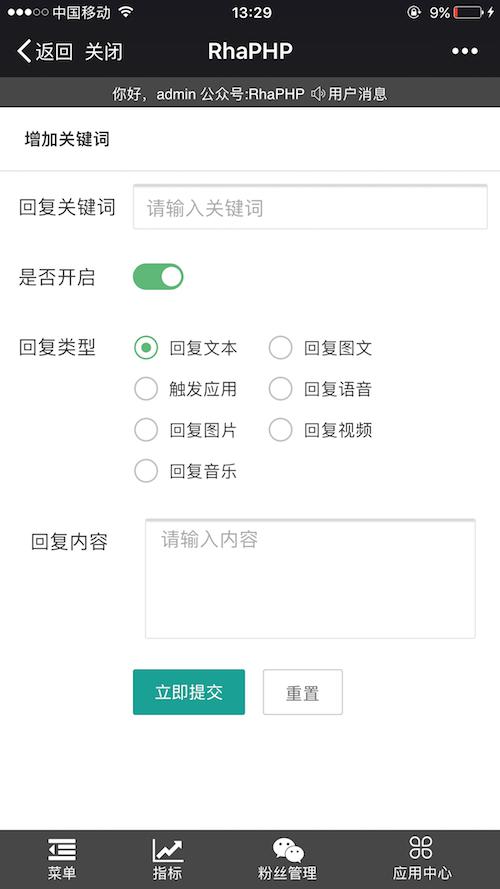 中国移动 13:29 9%
返回 关闭 RhaPHP
你好，admin 公众号:RhaPHP 用户消息
增加关键词
回复关键词 请输入关键词
是否开启
回复类型 回复文本 回复图文
触发应用 回复语音
回复图片 回复视频
回复音乐
回复内容 请输入内容
立即提交 重置
菜单 指标 粉丝管理 应用中心